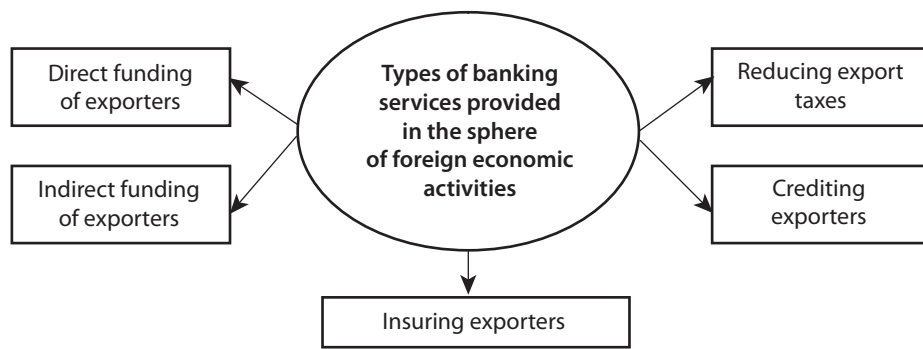 Types of banking
services provided
in the sphere
of foreign economic
activities
Direct funding
of exporters
Indirect funding
of exporters
Insuring exporters
Reducing export
taxes
Crediting
exporters